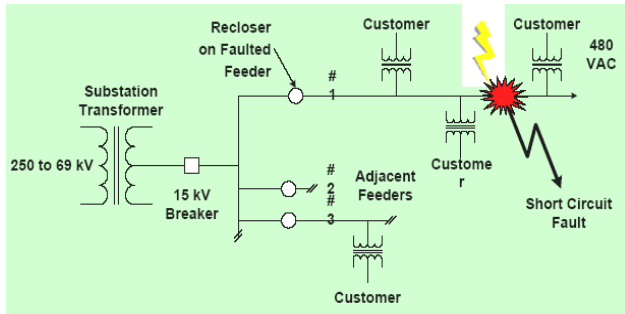 Recloser
on Faulted
Feeder
Customer
Customer
480
VAC
#
1
Substation
Transformer
250 to 69 kV
15 kV
Breaker
#
2
#
3
Adjacent
Feeders
Custome
r
Short Circuit
Fault
Customer